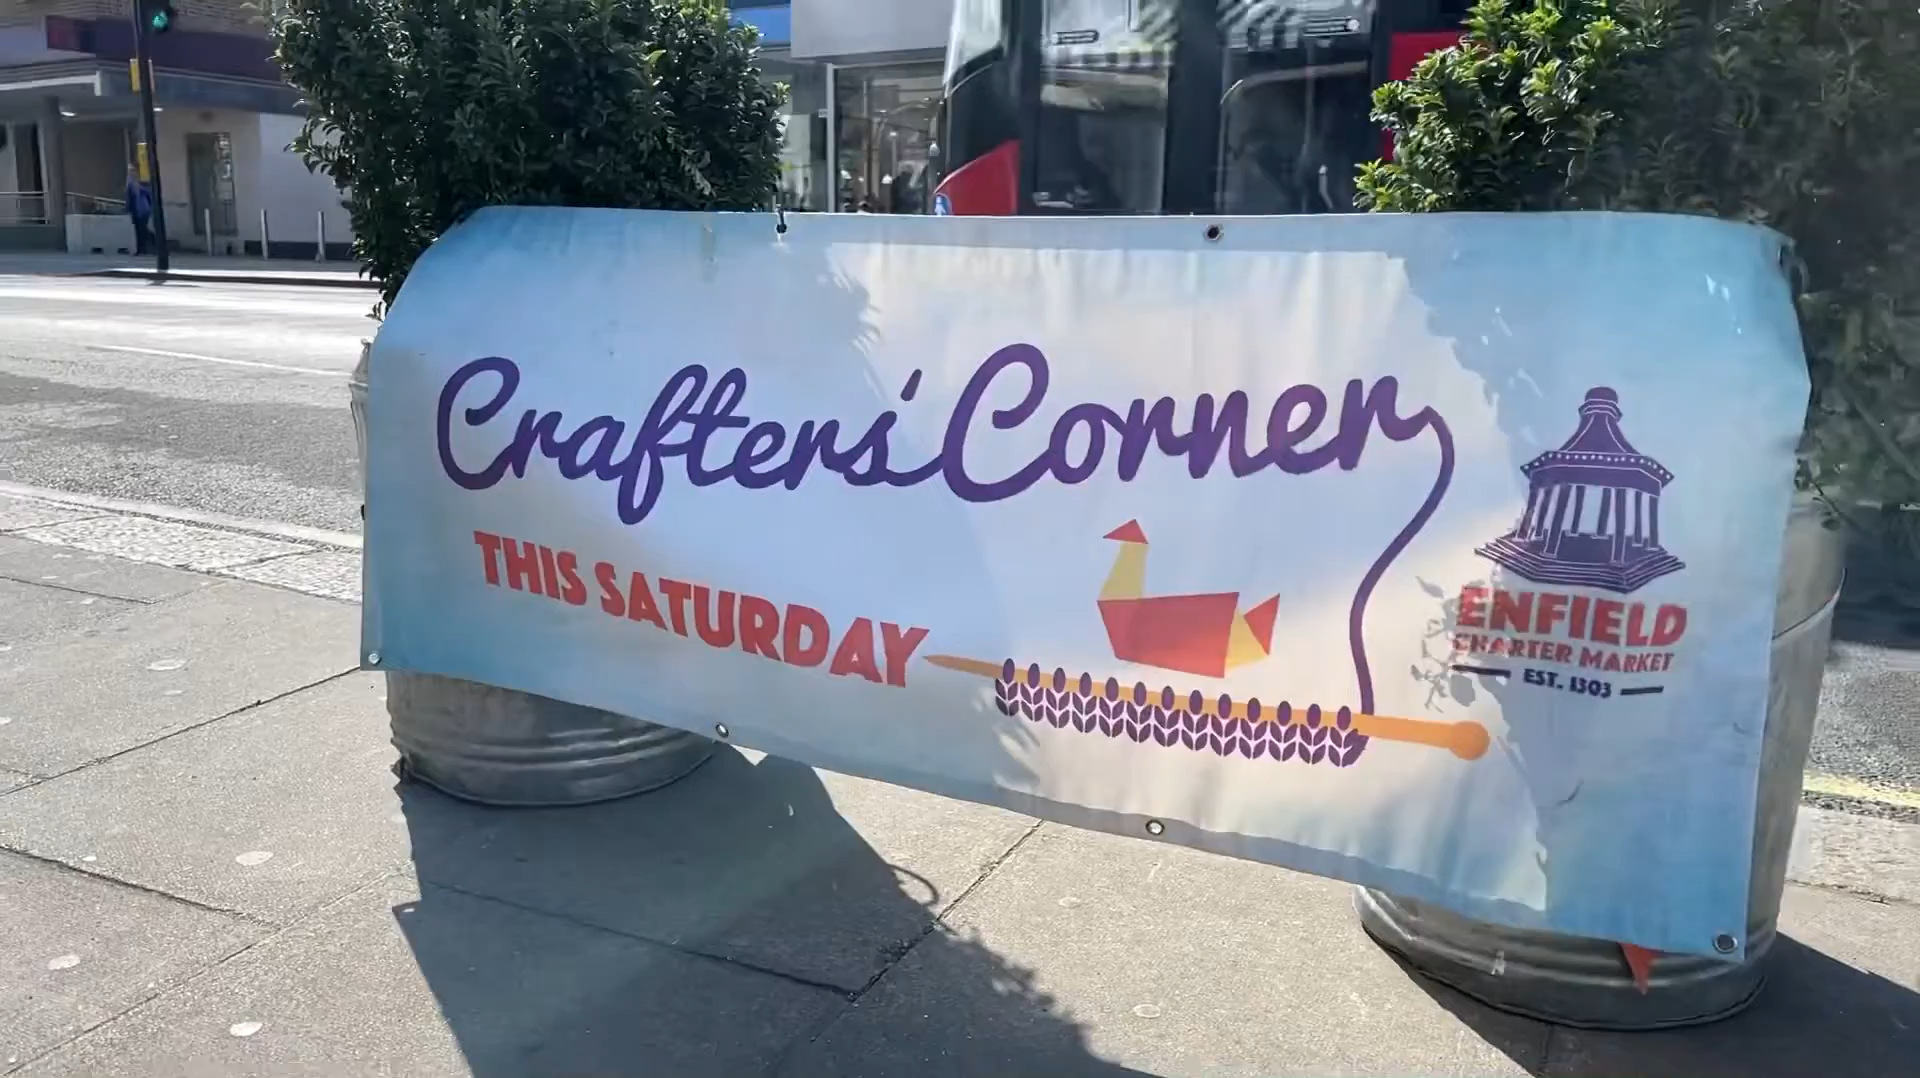 Crafters' Corner
THIS SATURDAY
ENFIELD
CHARTER MARKET
EST. 1303